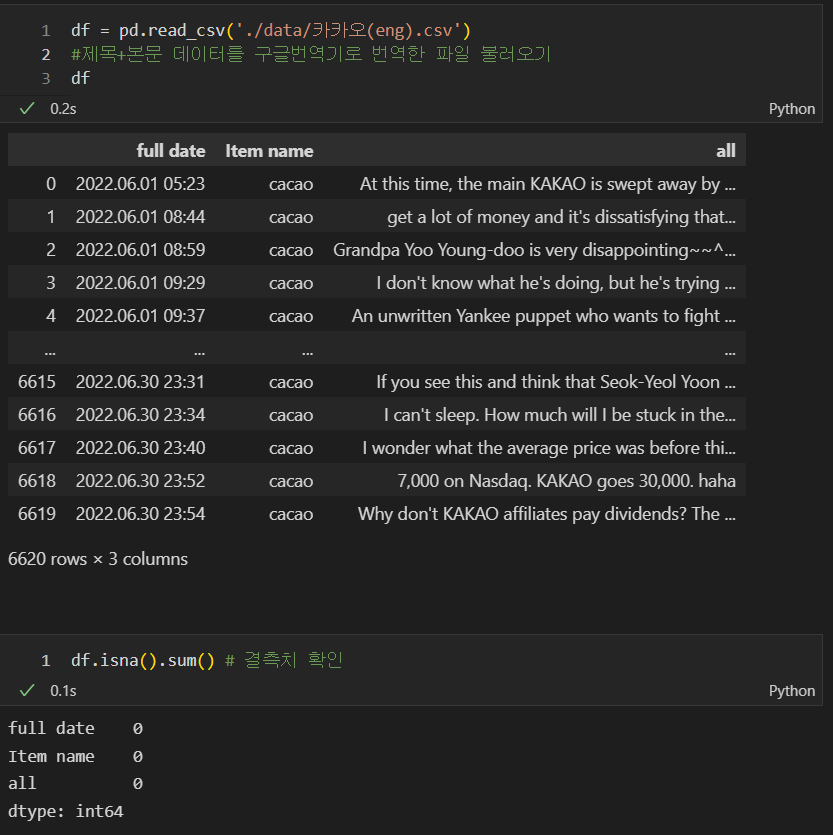 1 df = pd.read_csv('./data/카카오(eng).csv')
2 #제목+본문 데이터를 구글번역기로 번역한 파일 불러오기
3 df
0.2s Python
full date Item name all
0 2022.06.01 05:23 cacao At this time, the main KAKAO is swept away by ...
1 2022.06.01 08:44 cacao get a lot of money and it's dissatisfying that...
2 2022.06.01 08:59 cacao Grandpa Yoo Young-doo is very disappointing~~^...
3 2022.06.01 09:29 cacao I don't know what he's doing, but he's trying ...
4 2022.06.01 09:37 cacao An unwritten Yankee puppet who wants to fight ...
... ... ... ...
6615 2022.06.30 23:31 cacao If you see this and think that Seok-Yeol Yoon ...
6616 2022.06.30 23:34 cacao I can't sleep. How much will I be stuck in the...
6617 2022.06.30 23:40 cacao I wonder what the average price was before thi...
6618 2022.06.30 23:52 cacao 7,000 on Nasdaq. KAKAO goes 30,000. haha
6619 2022.06.30 23:54 cacao Why don't KAKAO affiliates pay dividends? The ...
6620 rows × 3 columns
1 df.isna().sum() # 결측치 확인
0.1s Python
full date 0
Item name 0
all 0
dtype: int64